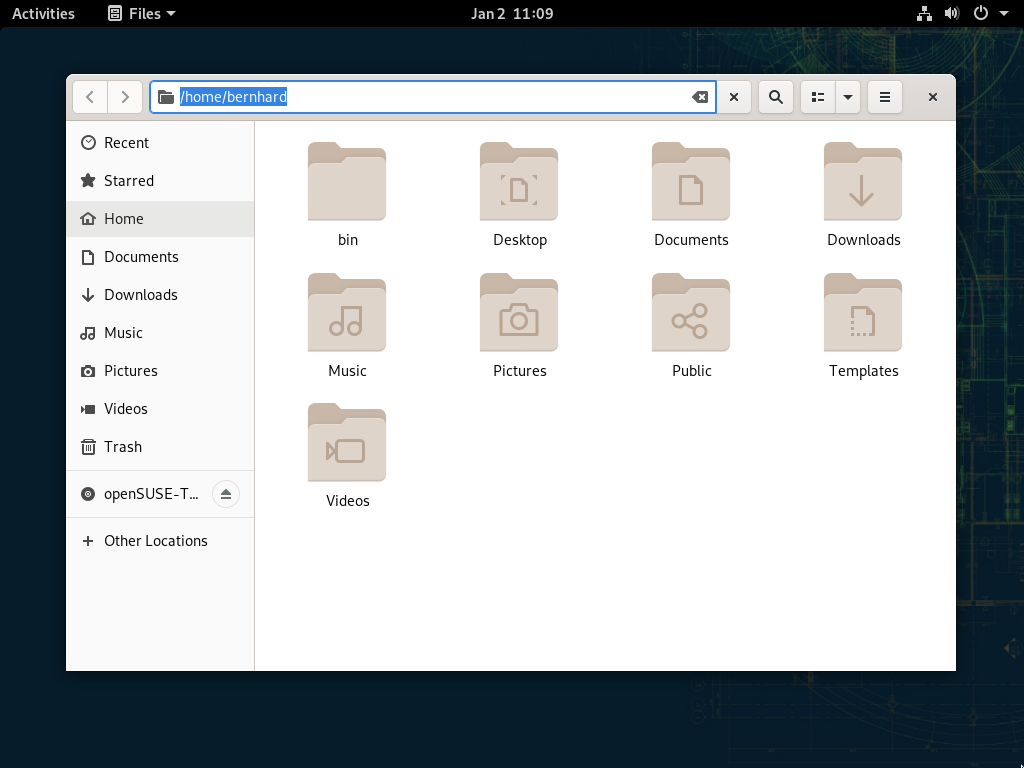 Activities Files Jan 2 11:09
/home/bernhard
Recent
Starred
Home
Documents
Downloads
Music
Pictures
Videos
Trash
openSUSE-T...
Other Locations
bin Desktop Documents Downloads
Music Pictures Public Templates
Videos